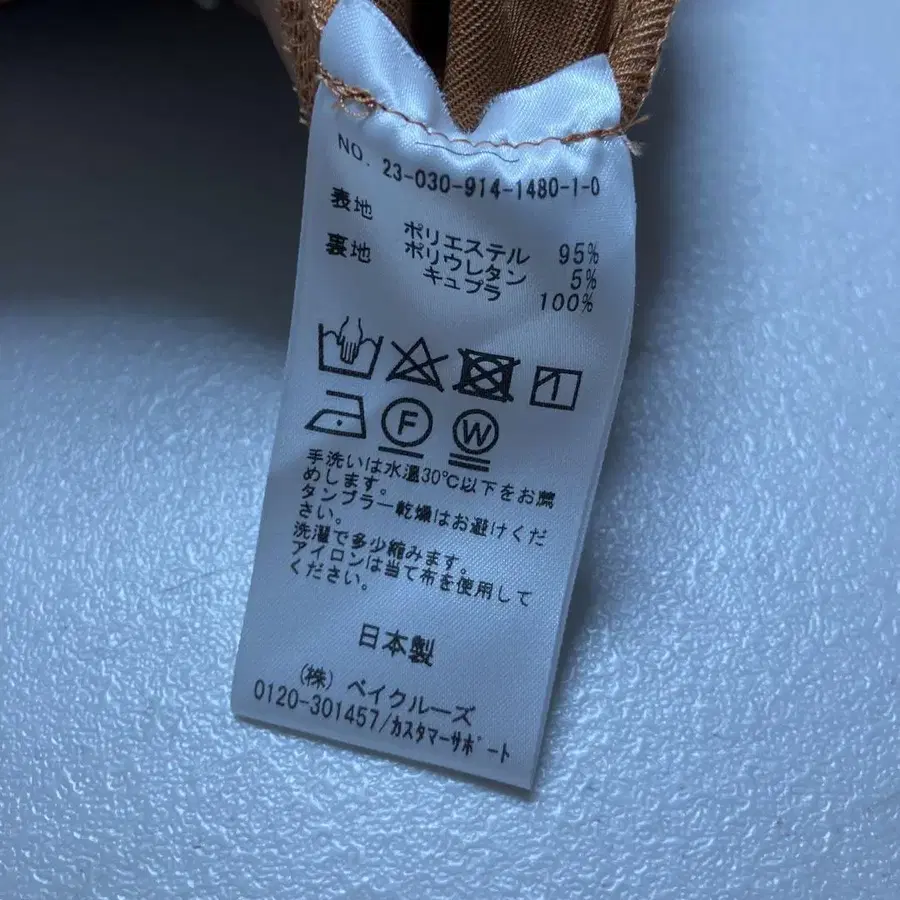 NO. 23-030-914-1480-1-0
表地 ポリエステル 95%
ポリウレタン 5%
裏地 キュプラ 100%
F W
手洗いは水温30℃以下をお薦
めします。
タンブラー乾燥はお避けくだ
さい。
洗濯で多少縮みます。
アイロンは当て布を使用して
ください。
日本製
(株) ベイクルーズ
0120-301457/カスタマーサポート